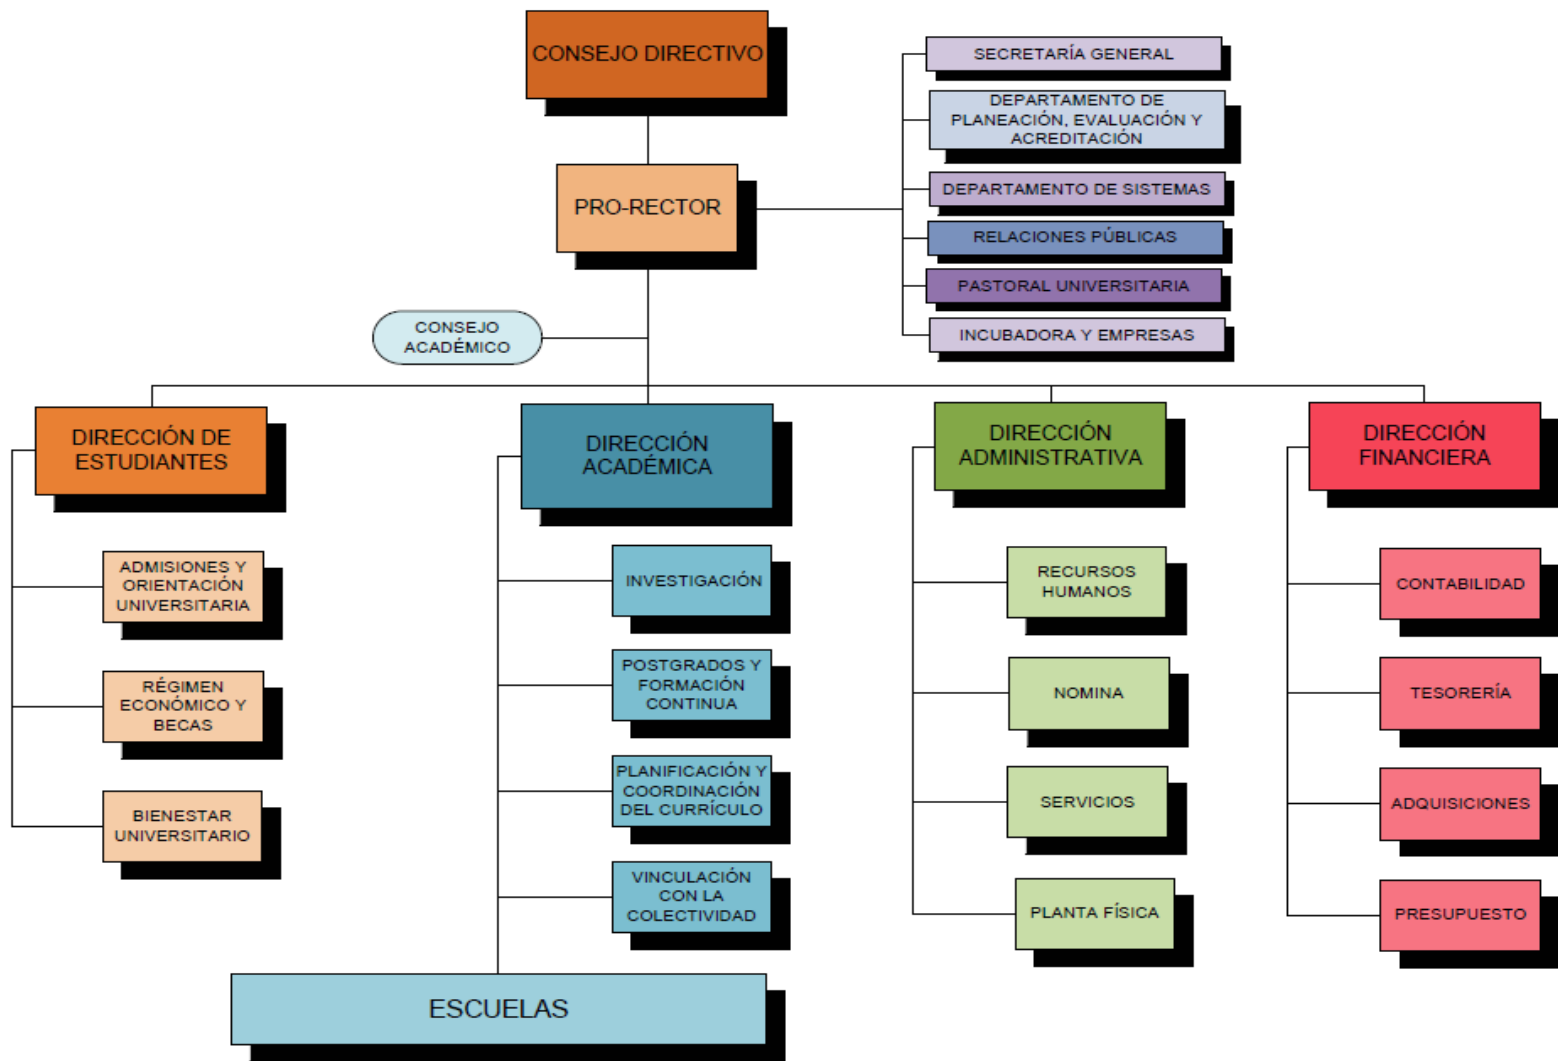 CONSEJO DIRECTIVO
SECRETARÍA GENERAL
DEPARTAMENTO DE
PLANEACIÓN, EVALUACIÓN Y
ACREDITACIÓN
PRO-RECTOR
DEPARTAMENTO DE SISTEMAS
RELACIONES PÚBLICAS
PASTORAL UNIVERSITARIA
INCUBADORA Y EMPRESAS
CONSEJO
ACADÉMICO
DIRECCIÓN DE
ESTUDIANTES
ADMISIONES Y
ORIENTACIÓN
UNIVERSITARIA
RÉGIMEN
ECONÓMICO Y
BECAS
BIENESTAR
UNIVERSITARIO
DIRECCIÓN
ACADÉMICA
INVESTIGACIÓN
POSTGRADOS Y
FORMACIÓN
CONTINUA
PLANIFICACIÓN Y
COORDINACIÓN
DEL CURRÍCULO
VINCULACIÓN
CON LA
COLECTIVIDAD
ESCUELAS
DIRECCIÓN
ADMINISTRATIVA
RECURSOS
HUMANOS
NOMINA
SERVICIOS
PLANTA FÍSICA
DIRECCIÓN
FINANCIERA
CONTABILIDAD
TESORERÍA
ADQUISICIONES
PRESUPUESTO